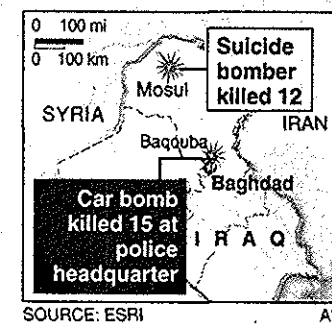 0 100 mi
0 100 km
Suicide
bomber
killed 12
Mosul
SYRIA
IRAN
Baqouba
Baghdad
Car bomb
killed 15 at
police
headquarter
IRAQ
SOURCE: ESRI
A